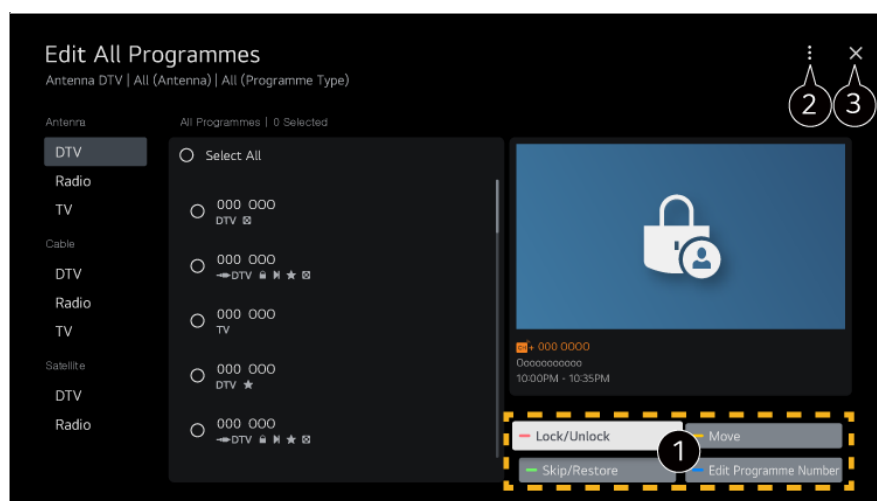 Edit All Programmes
Antenna DTV | All (Antenna) | All (Programme Type)
2
3
Antenna
DTV
Radio
TV
Cable
DTV
Radio
TV
Satellite
DTV
Radio
All Programmes | 0 Selected
Select All
000 000
DTV
000 000
DTV
000 000
TV
000 000
DTV ★
000 000
DTV
000 0000
Ooooooooooo
10:00PM - 10:35PM
Lock/Unlock
Move
1
Skip/Restore
Edit Programme Number